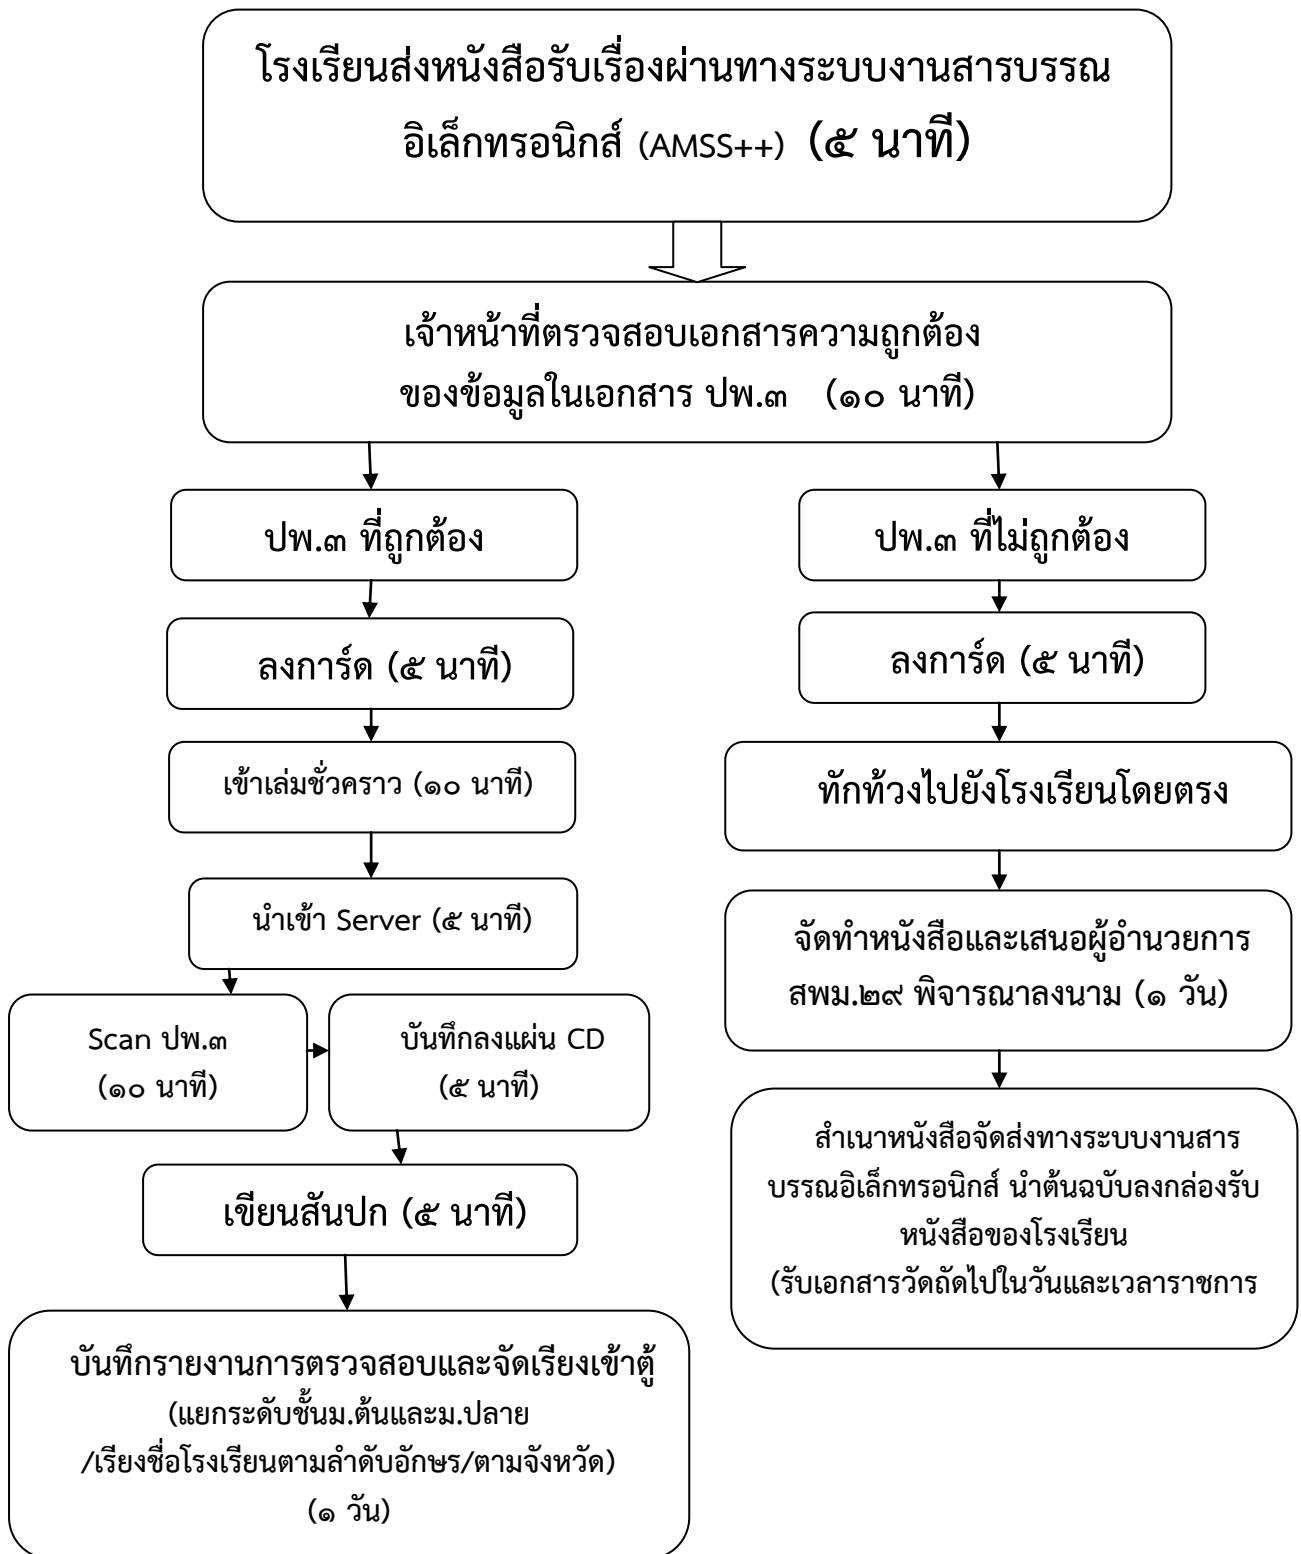 โรงเรียนส่งหนังสือรับเรื่องผ่านทางระบบงานสารบรรณ
อิเล็กทรอนิกส์ (AMSS++) (๕ นาที)
เจ้าหน้าที่ตรวจสอบเอกสารความถูกต้อง
ของข้อมูลในเอกสาร ปพ.๓ (๑๐ นาที)
ปพ.๓ ที่ถูกต้อง
ลงการ์ด (๕ นาที)
เข้าเล่มชั่วคราว (๑๐ นาที)
นำเข้า Server (๕ นาที)
Scan ปพ.๓
(๑๐ นาที)
บันทึกลงแผ่น CD
(๕ นาที)
เขียนสันปก (๕ นาที)
บันทึกรายงานการตรวจสอบและจัดเรียงเข้าตู้
(แยกระดับชั้นม.ต้นและม.ปลาย
/เรียงชื่อโรงเรียนตามลำดับอักษร/ตามจังหวัด)
(๑ วัน)
ปพ.๓ ที่ไม่ถูกต้อง
ลงการ์ด (๕ นาที)
ทักท้วงไปยังโรงเรียนโดยตรง
จัดทำหนังสือและเสนอผู้อำนวยการ
สพม.๒๙ พิจารณาลงนาม (๑ วัน)
สำเนาหนังสือจัดส่งทางระบบงานสาร
บรรณอิเล็กทรอนิกส์ นำต้นฉบับลงกล่องรับ
หนังสือของโรงเรียน
(รับเอกสารวัดถัดไปในวันและเวลาราชการ